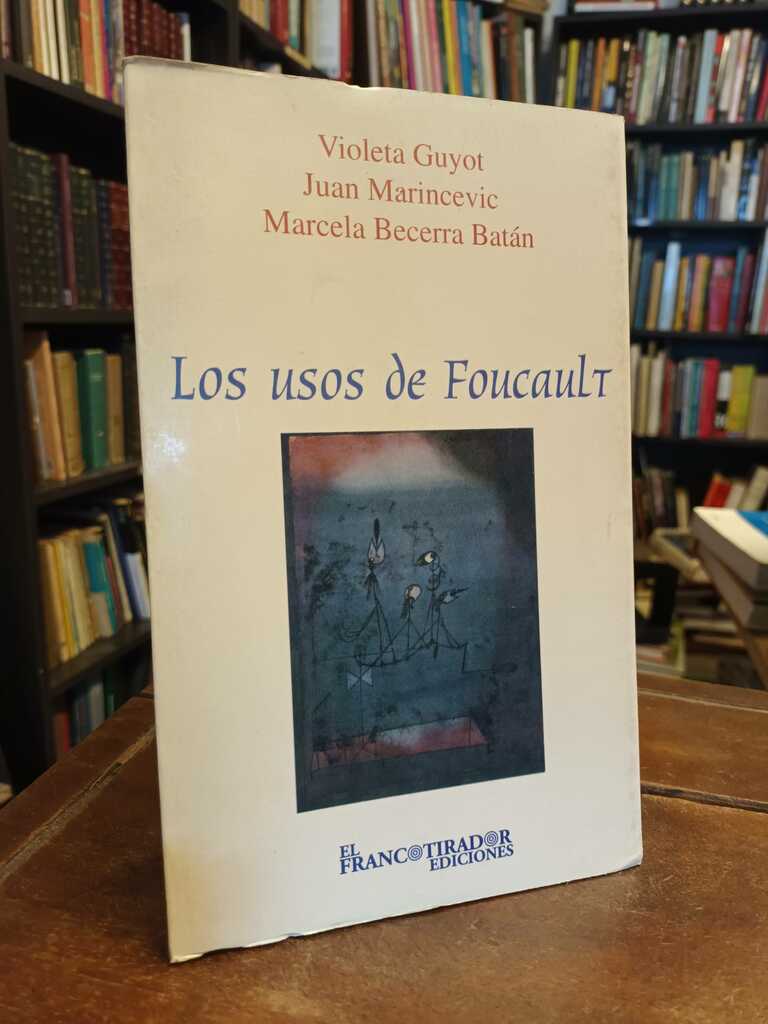 Violeta Guyot
Juan Marincevic
Marcela Becerra Batán
Los usos de Foucault
EL
FRANCOTIRADOR
EDICIONES